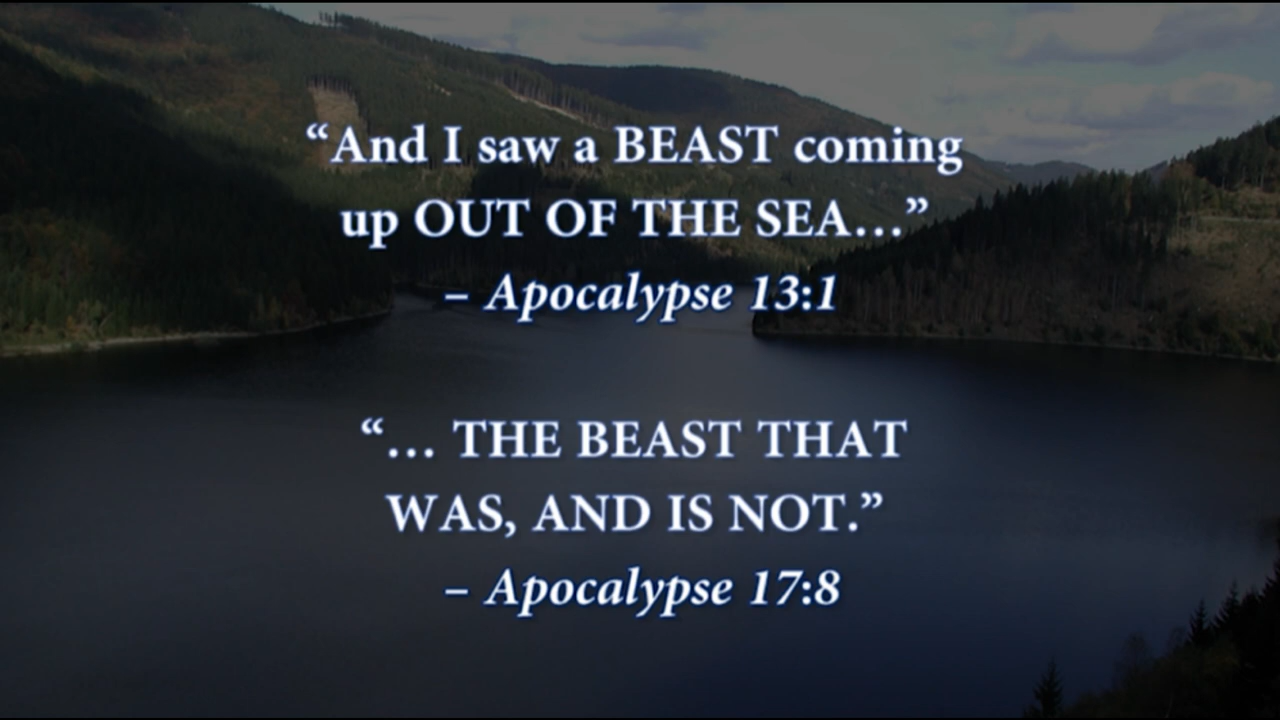 “And I saw a BEAST coming
up OUT OF THE SEA…”
– Apocalypse 13:1
“… THE BEAST THAT
WAS, AND IS NOT.”
– Apocalypse 17:8